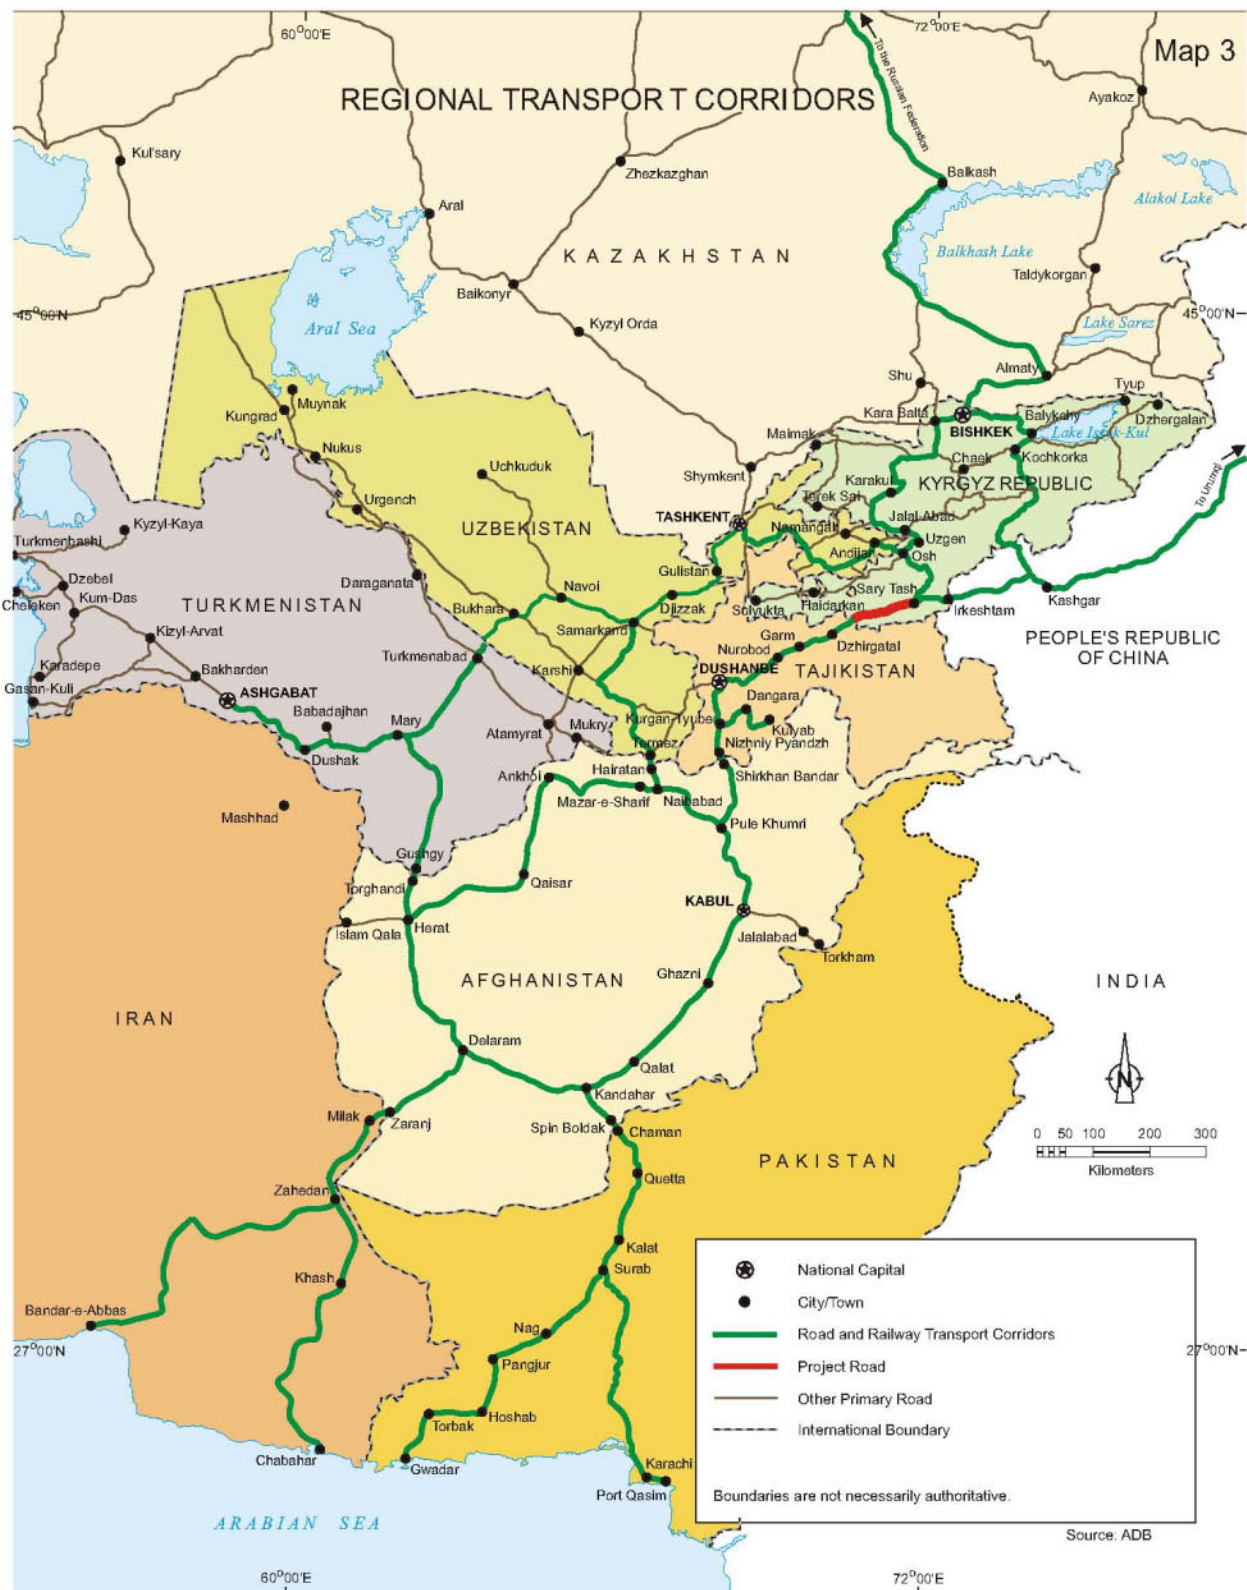 60°00'E
72°00'E
Map 3
REGIONAL TRANSPORT CORRIDORS
To the Russian Federation
Ayakoz
Kul'sary
Zhezkazghan
Balkash
Alakol Lake
Aral
KAZAKHSTAN
Balkhash Lake
Taldykorgan
Baikonyr
45°00'N
Aral Sea
Kyzyl Orda
Lake Sarez
45°00'N
Almaty
Shu
Tyup
Muynak
Kungrad
Kara Balta
BISHKEK
Balykchy
Dzhergalan
Lake Issyk-Kul
Maimak
Nukus
Kochkorka
Chaek
Uchkuduk
Shymkent
Karakul
KYRGYZ REPUBLIC
To Urumqi
Urgench
Terek Sai
UZBEKISTAN
TASHKENT
Namangan
Jalal-Abad
Kyzyl-Kaya
Uzgen
Turkmenbashi
Andijan
Osh
Gulistan
Dzebel
Daraganata
Navoi
Sary Tash
Cheleken
Kum-Das
TURKMENISTAN
Bukhara
Djizzak
Sulyukta
Haidarkan
Irkeshtam
Kashgar
Samarkand
Kizyl-Arvat
Garm
Dzhirgatal
PEOPLE'S REPUBLIC
OF CHINA
Turkmenabad
Nurobod
Karadepe
Bakharden
Karshi
DUSHANBE
TAJIKISTAN
Gasan-Kuli
ASHGABAT
Dangara
Babadajhan
Mary
Atamyrat
Mukry
Kurgan-Tyube
Kulyab
Termez
Dushak
Nizhniy Pyandzh
Ankhoi
Hairatan
Shirkhan Bandar
Mazar-e-Sharif
Naibabad
Mashhad
Pule Khumri
Gushgy
Torghandi
Qaisar
KABUL
Islam Qala
Herat
Jalalabad
Torkham
Ghazni
AFGHANISTAN
INDIA
IRAN
Delaram
Qalat
N
Kandahar
Milak
Zaranj
Spin Boldak
Chaman
0 50 100 200 300
Kilometers
PAKISTAN
Quetta
Zahedan
Kalat
Surab
National Capital
Khash
City/Town
Bandar-e-Abbas
Nag
Road and Railway Transport Corridors
27°00'N
27°00'N
Pangjur
Project Road
Other Primary Road
Torbak
Hoshab
International Boundary
Chabahar
Gwadar
Karachi
Port Qasim
Boundaries are not necessarily authoritative.
ARABIAN SEA
Source: ADB
60°00'E
72°00'E